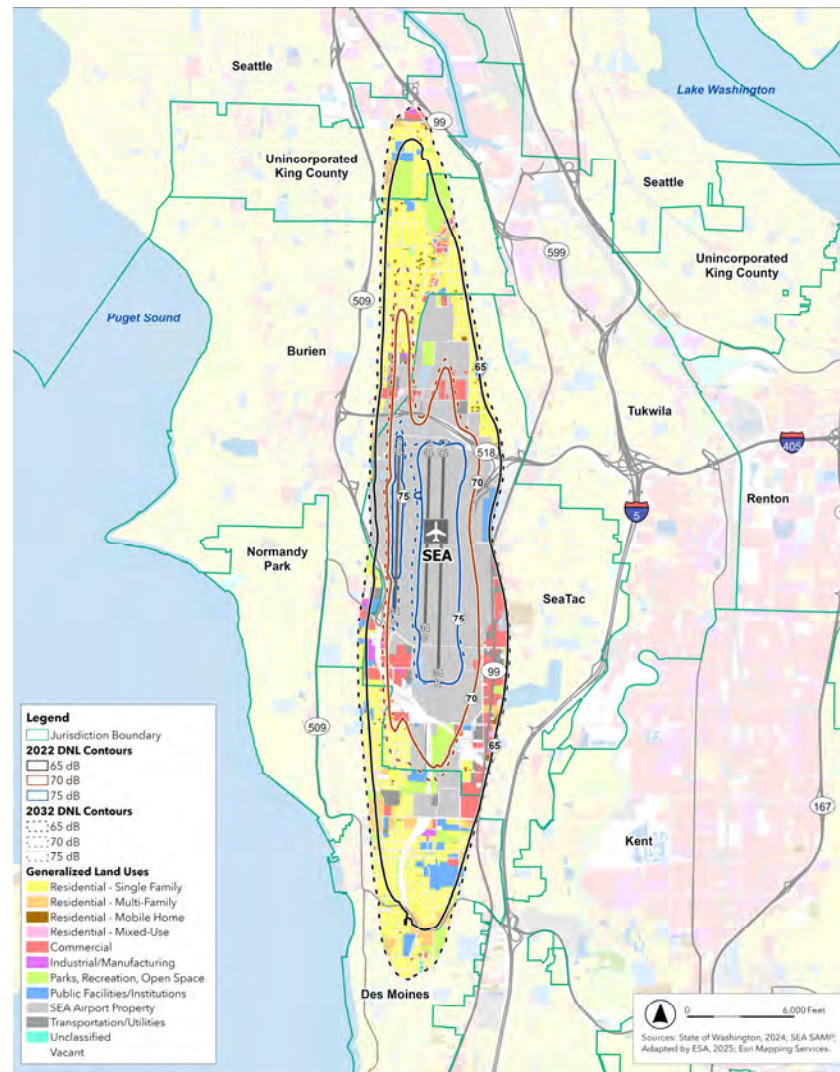 Seattle
99
Lake Washington
Unincorporated
King County
Seattle
599
Unincorporated
King County
509
Puget Sound
Burien
65
Tukwila
518
405
70
Renton
75
5
SEA
Normandy
Park
SeaTac
75
99
70
509
65
167
Kent
Des Moines
Legend
Jurisdiction Boundary
2022 DNL Contours
65 dB
70 dB
75 dB
2032 DNL Contours
65 dB
70 dB
75 dB
Generalized Land Uses
Residential - Single Family
Residential - Multi-Family
Residential - Mobile Home
Residential - Mixed-Use
Commercial
Industrial/Manufacturing
Parks, Recreation, Open Space
Public Facilities/Institutions
SEA Airport Property
Transportation/Utilities
Unclassified
Vacant
0 6,000 Feet
Sources: State of Washington, 2024; SEA SAMP;
Adapted by ESA, 2025; Esri Mapping Services.